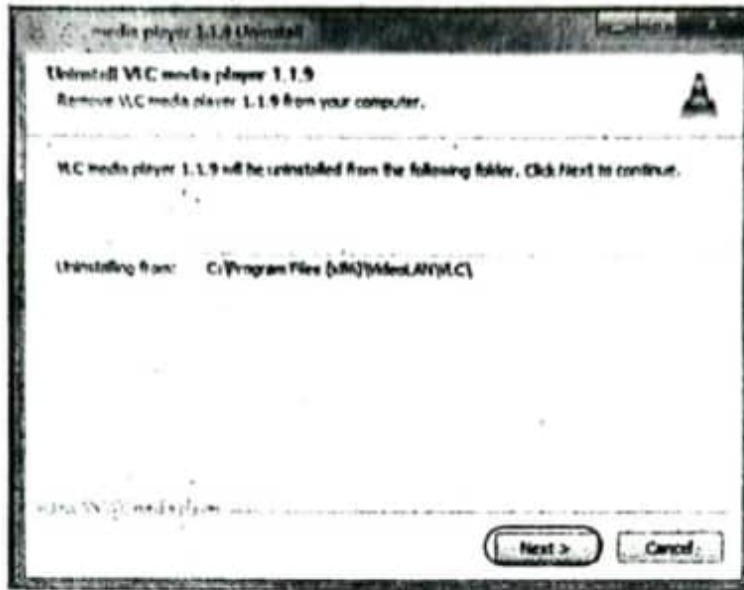 media player 1.1.9 Uninstall
Uninstall VLC media player 1.1.9
Remove VLC media player 1.1.9 from your computer.
VLC media player 1.1.9 will be uninstalled from the following folder. Click Next to continue.
Uninstalling from: C:\Program Files (x86)\VideoLAN\VLC\
media player
Next > Cancel